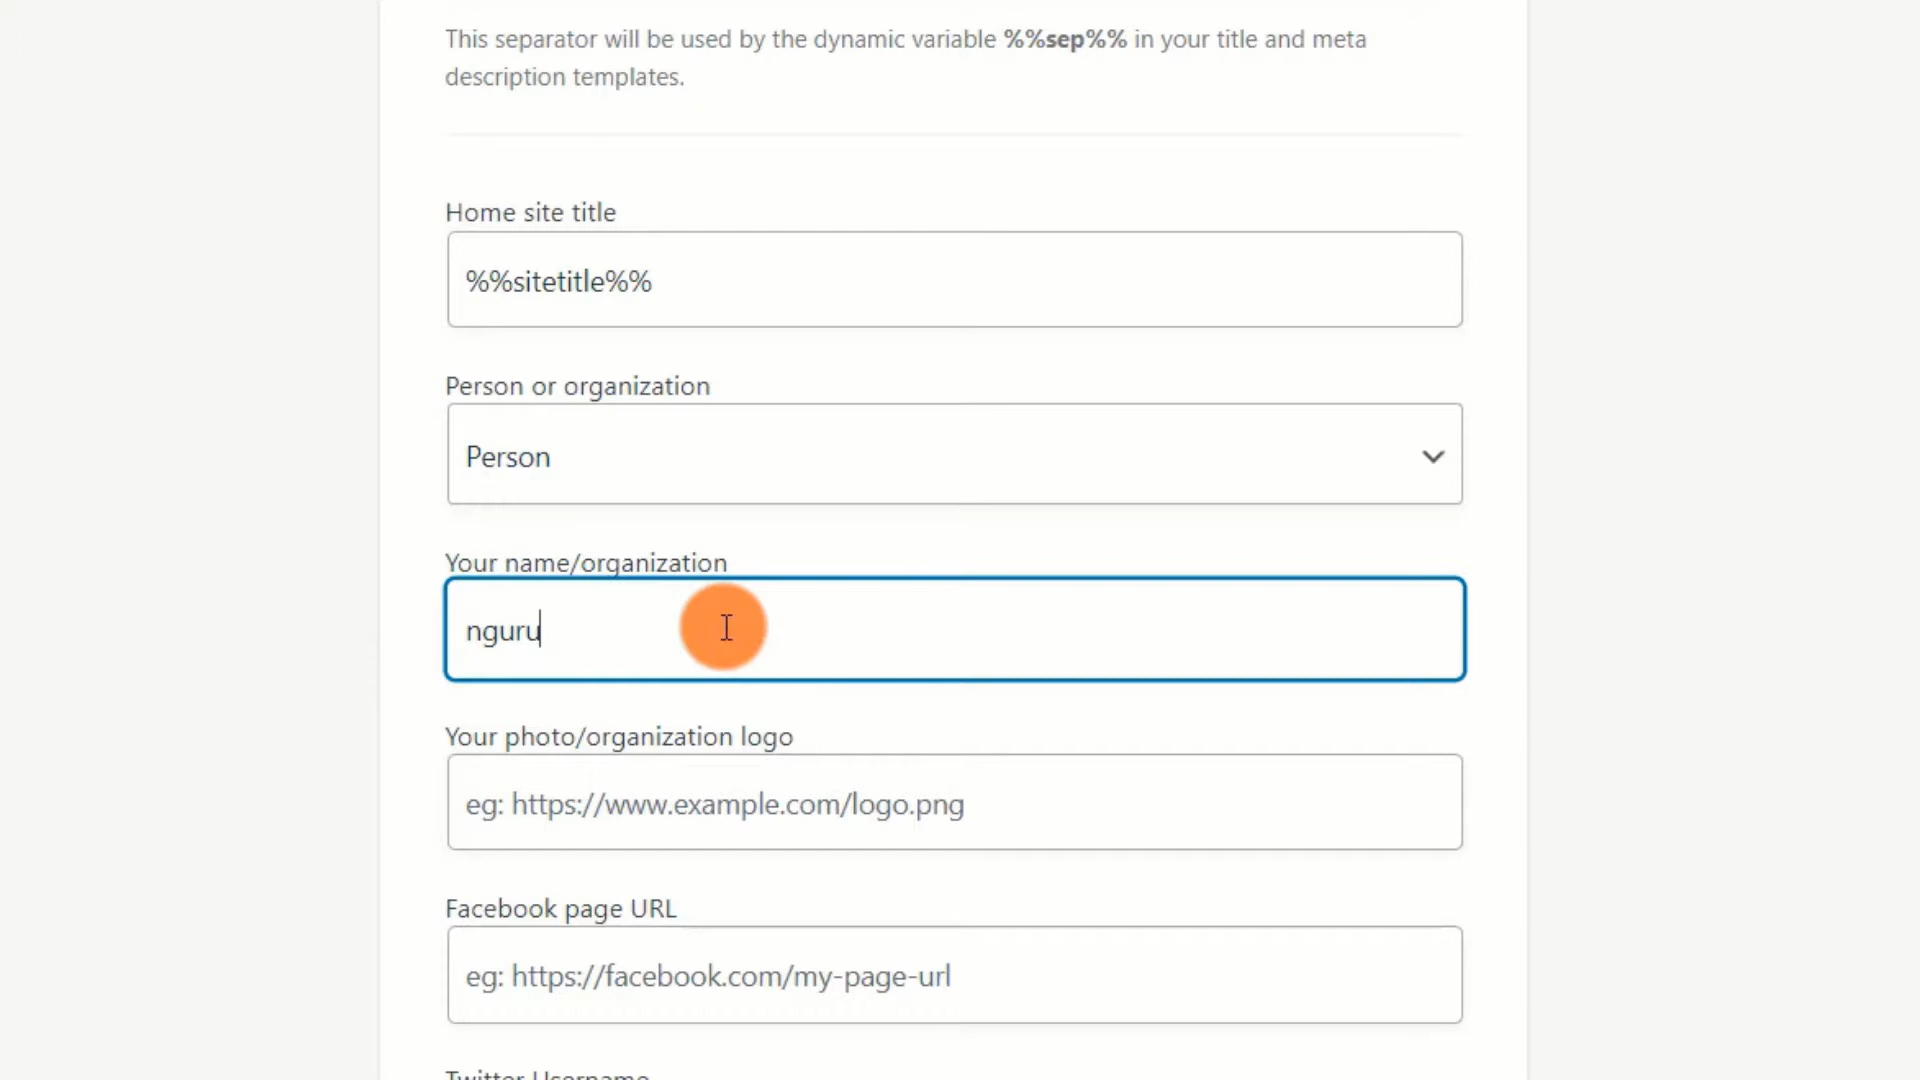 This separator will be used by the dynamic variable %%sep%% in your title and meta
description templates.
Home site title
%%sitetitle%%
Person or organization
Person
Your name/organization
nguru
Your photo/organization logo
eg: https://www.example.com/logo.png
Facebook page URL
eg: https://facebook.com/my-page-url
Twitter Username